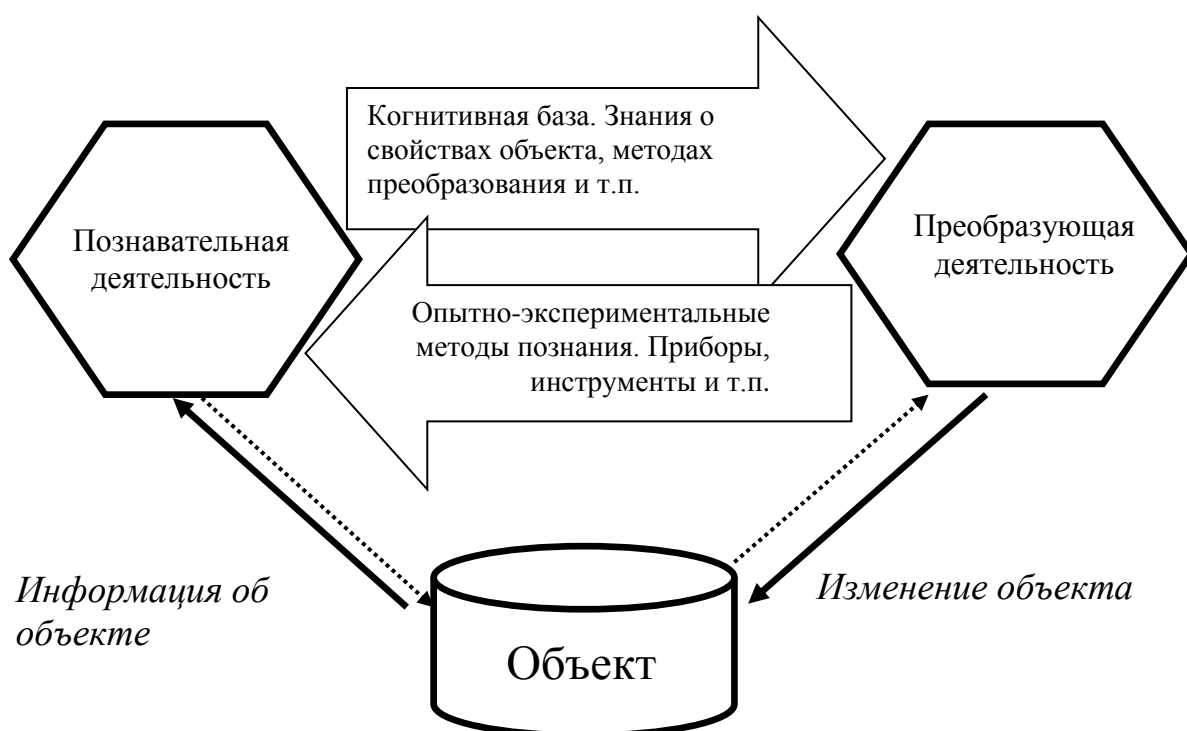 Когнитивная база. Знания о
свойствах объекта, методах
преобразования и т.п.
Познавательная
деятельность
Преобразующая
деятельность
Опытно-экспериментальные
методы познания. Приборы,
инструменты и т.п.
Информация об
объекте
Изменение объекта
Объект